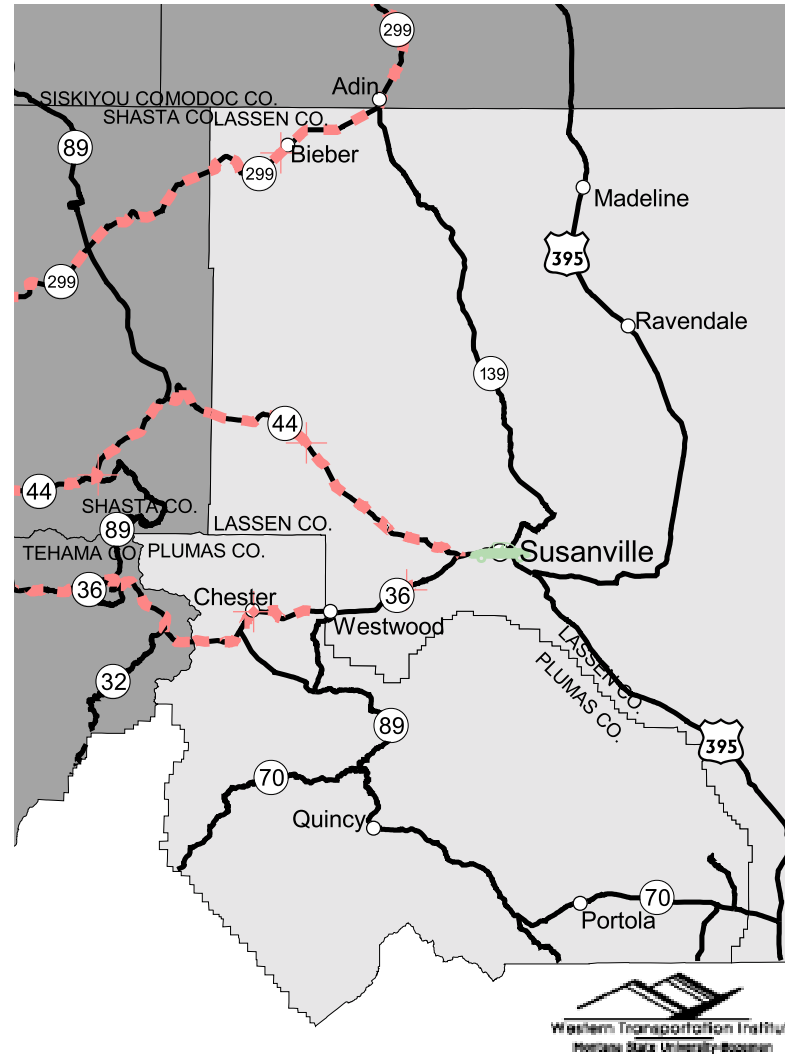 299
Adin
SISKIYOU CO
MODOC CO.
SHASTA CO
LASSEN CO.
89
Bieber
299
Madeline
395
299
Ravendale
139
44
44
SHASTA CO.
LASSEN CO.
89
TEHAMA CO.
PLUMAS CO.
Susanville
36
Chester
36
Westwood
LASSEN CO.
PLUMAS CO.
32
89
395
70
Quincy
70
Portola
Western Transportation Institut
Montana State University-Bozeman